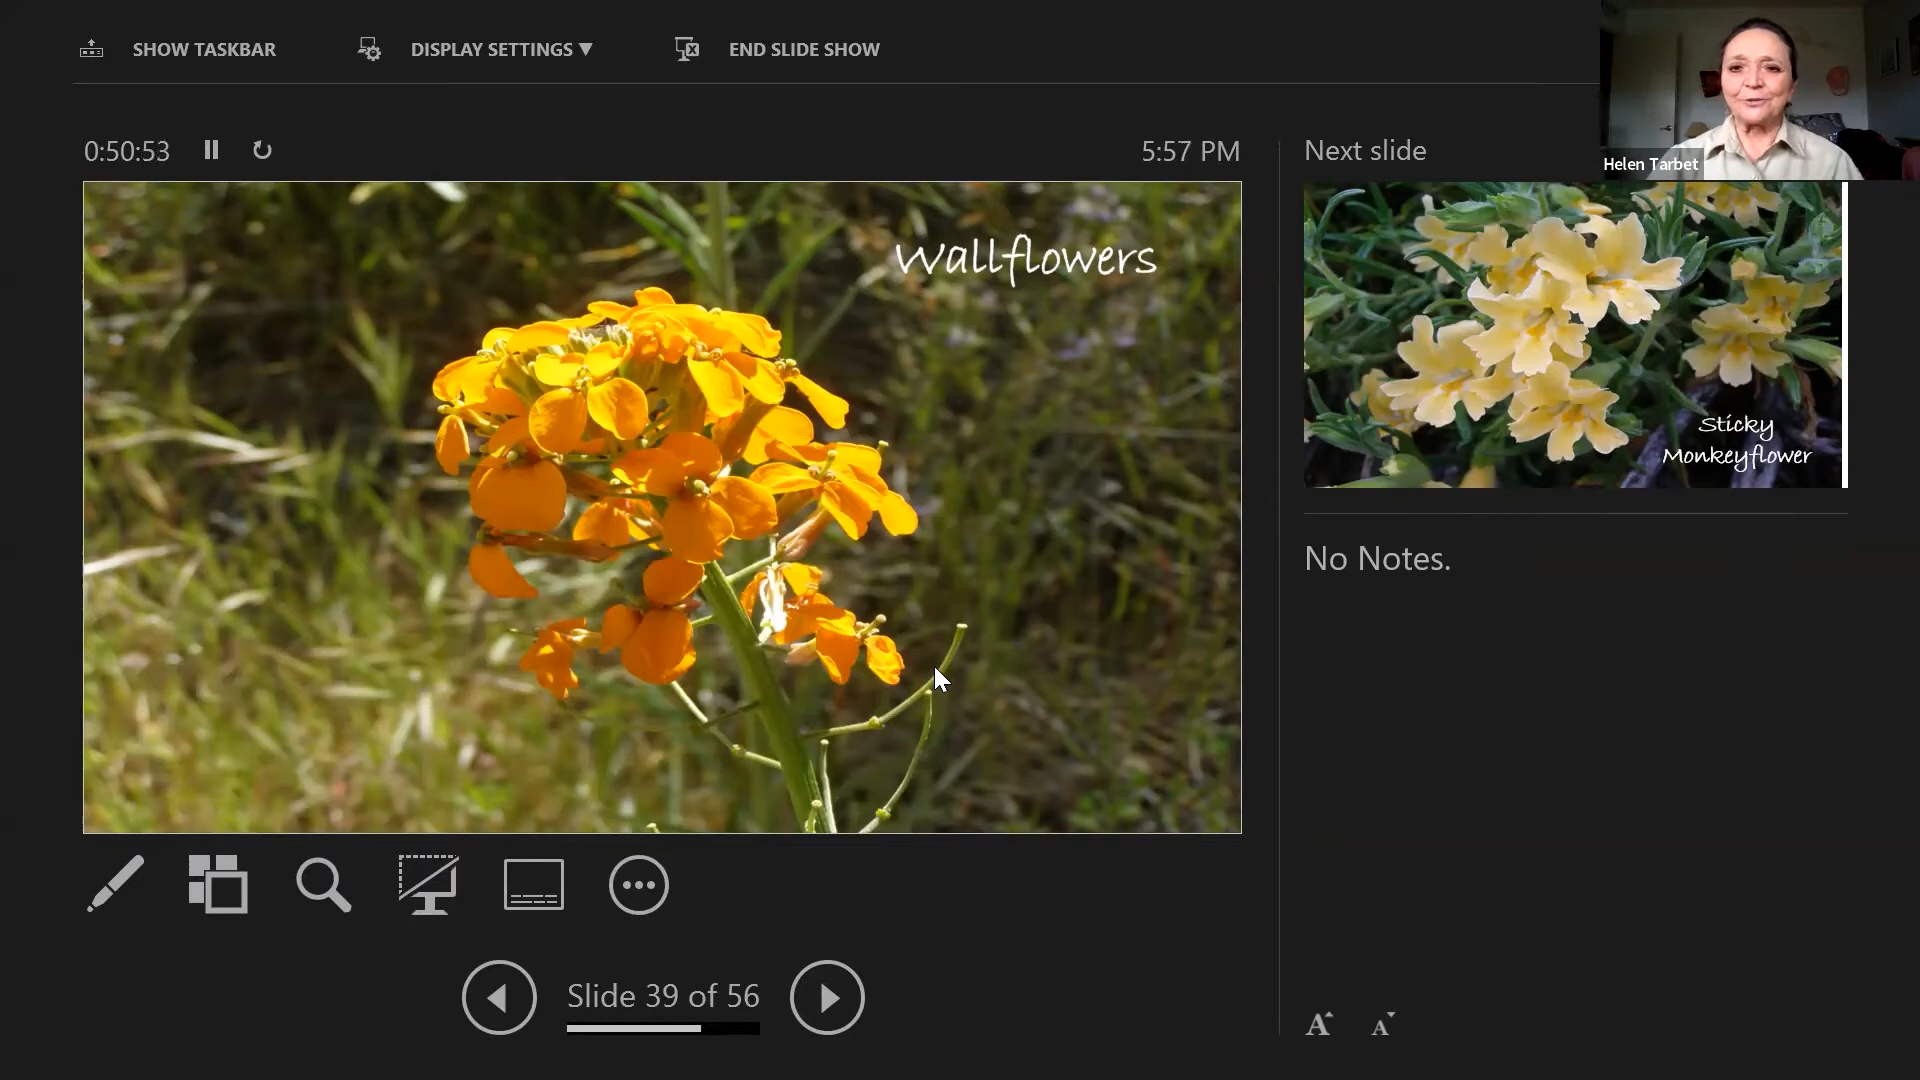 SHOW TASKBAR
DISPLAY SETTINGS ▼
END SLIDE SHOW
Helen Tarbet
0:50:53
5:57 PM
Next slide
Wallflowers
Sticky
Monkeyflower
No Notes.
Slide 39 of 56
A
A